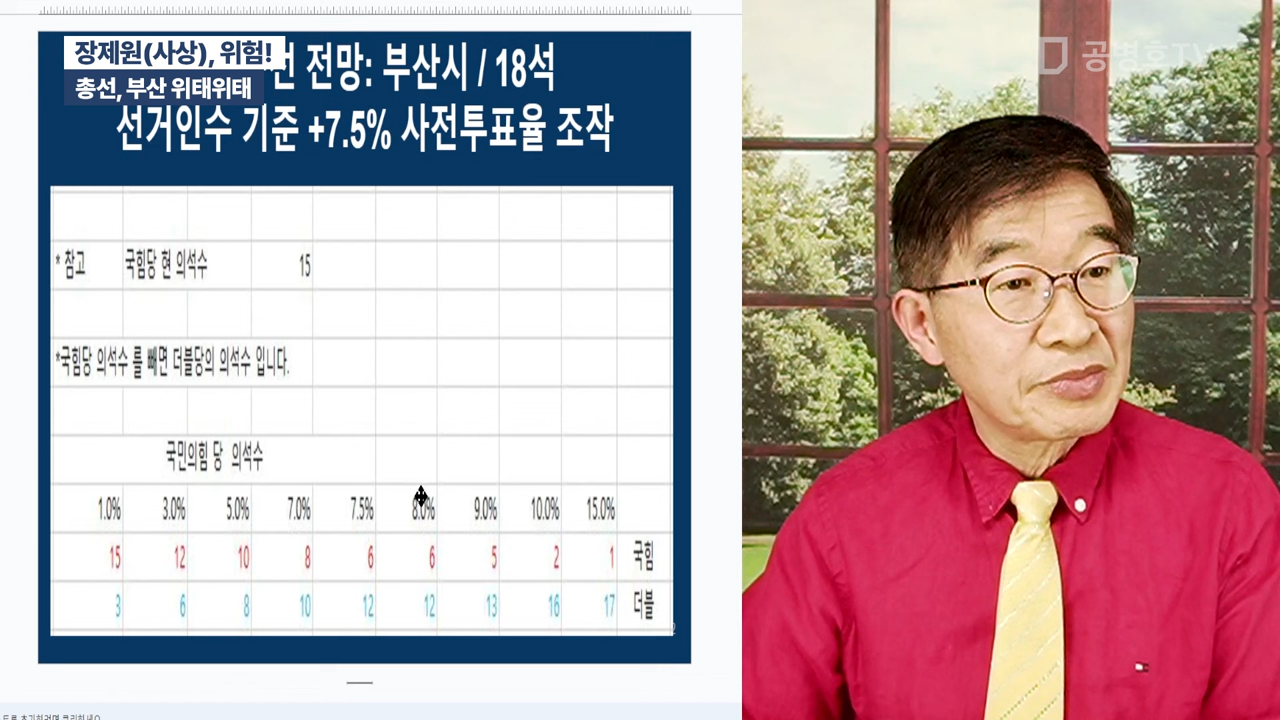 장제원(사상), 위험!
총선, 부산 위태위태
전망: 부산시 / 18석
선거인수 기준 +7.5% 사전투표율 조작
공병호TV
* 참고 국힘당 현 의석수 15
*국힘당 의석수 를 빼면 더블당의 의석수 입니다.
국민의힘 당 의석수
1.0% 3.0% 5.0% 7.0% 7.5% 8.0% 9.0% 10.0% 15.0%
15 12 10 8 6 6 5 2 1 국힘
3 6 8 10 12 12 13 16 17 더블